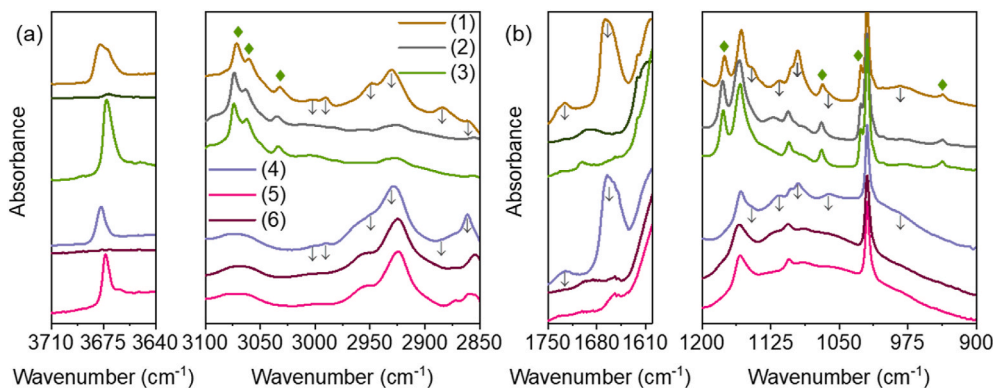 (a)
(1)
(2)
(3)
(4)
(5)
(6)
Absorbance
3710 3675 3640
3100 3050 3000 2950 2900 2850
Wavenumber (cm⁻¹) Wavenumber (cm⁻¹)
(b)
Absorbance
1750 1680 1610
1200 1125 1050 975 900
Wavenumber (cm⁻¹) Wavenumber (cm⁻¹)